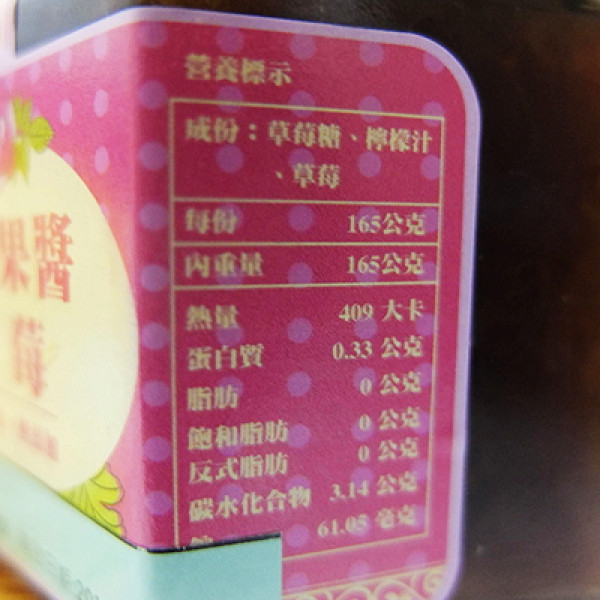 營養標示
成份：草莓糖、檸檬汁
、草莓
每份 165公克
內重量 165公克
熱量 409 大卡
蛋白質 0.33 公克
脂肪 0 公克
飽和脂肪 0 公克
反式脂肪 0 公克
碳水化合物 3.14 公克
61.05 毫克
果醬
莓